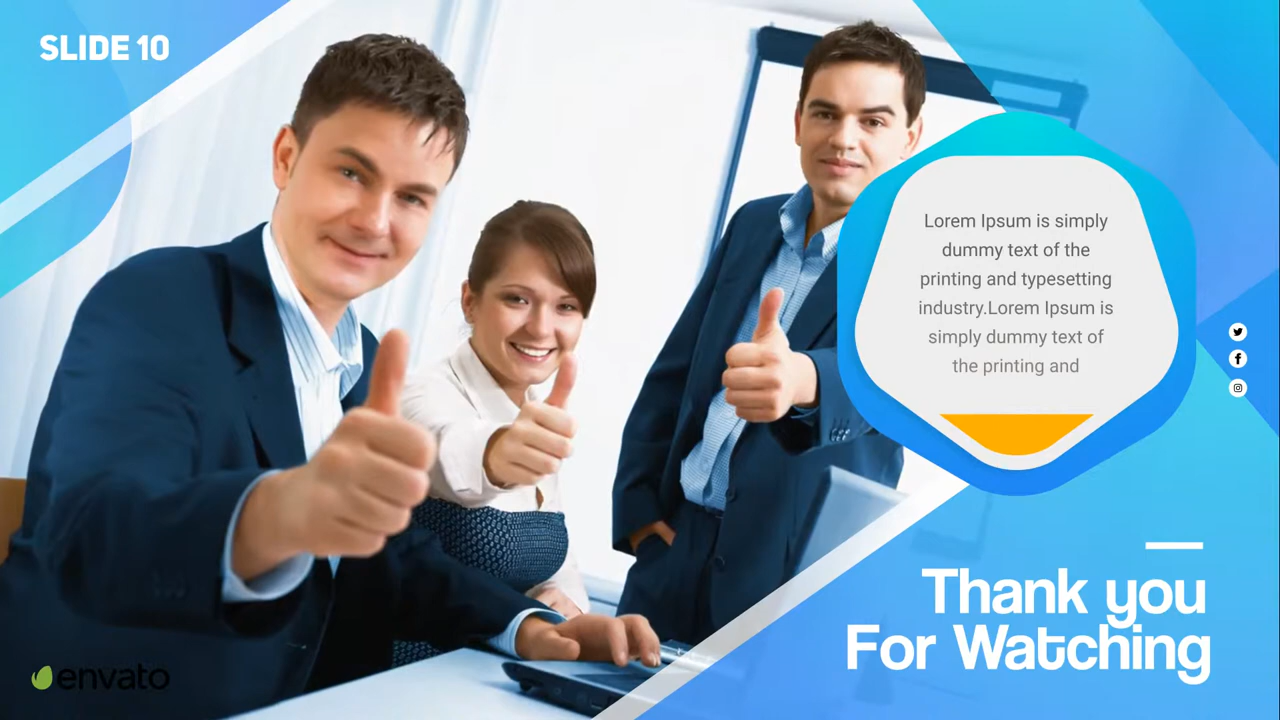 SLIDE 10
Lorem Ipsum is simply
dummy text of the
printing and typesetting
industry.Lorem Ipsum is
simply dummy text of
the printing and
Thank you
For Watching
envato